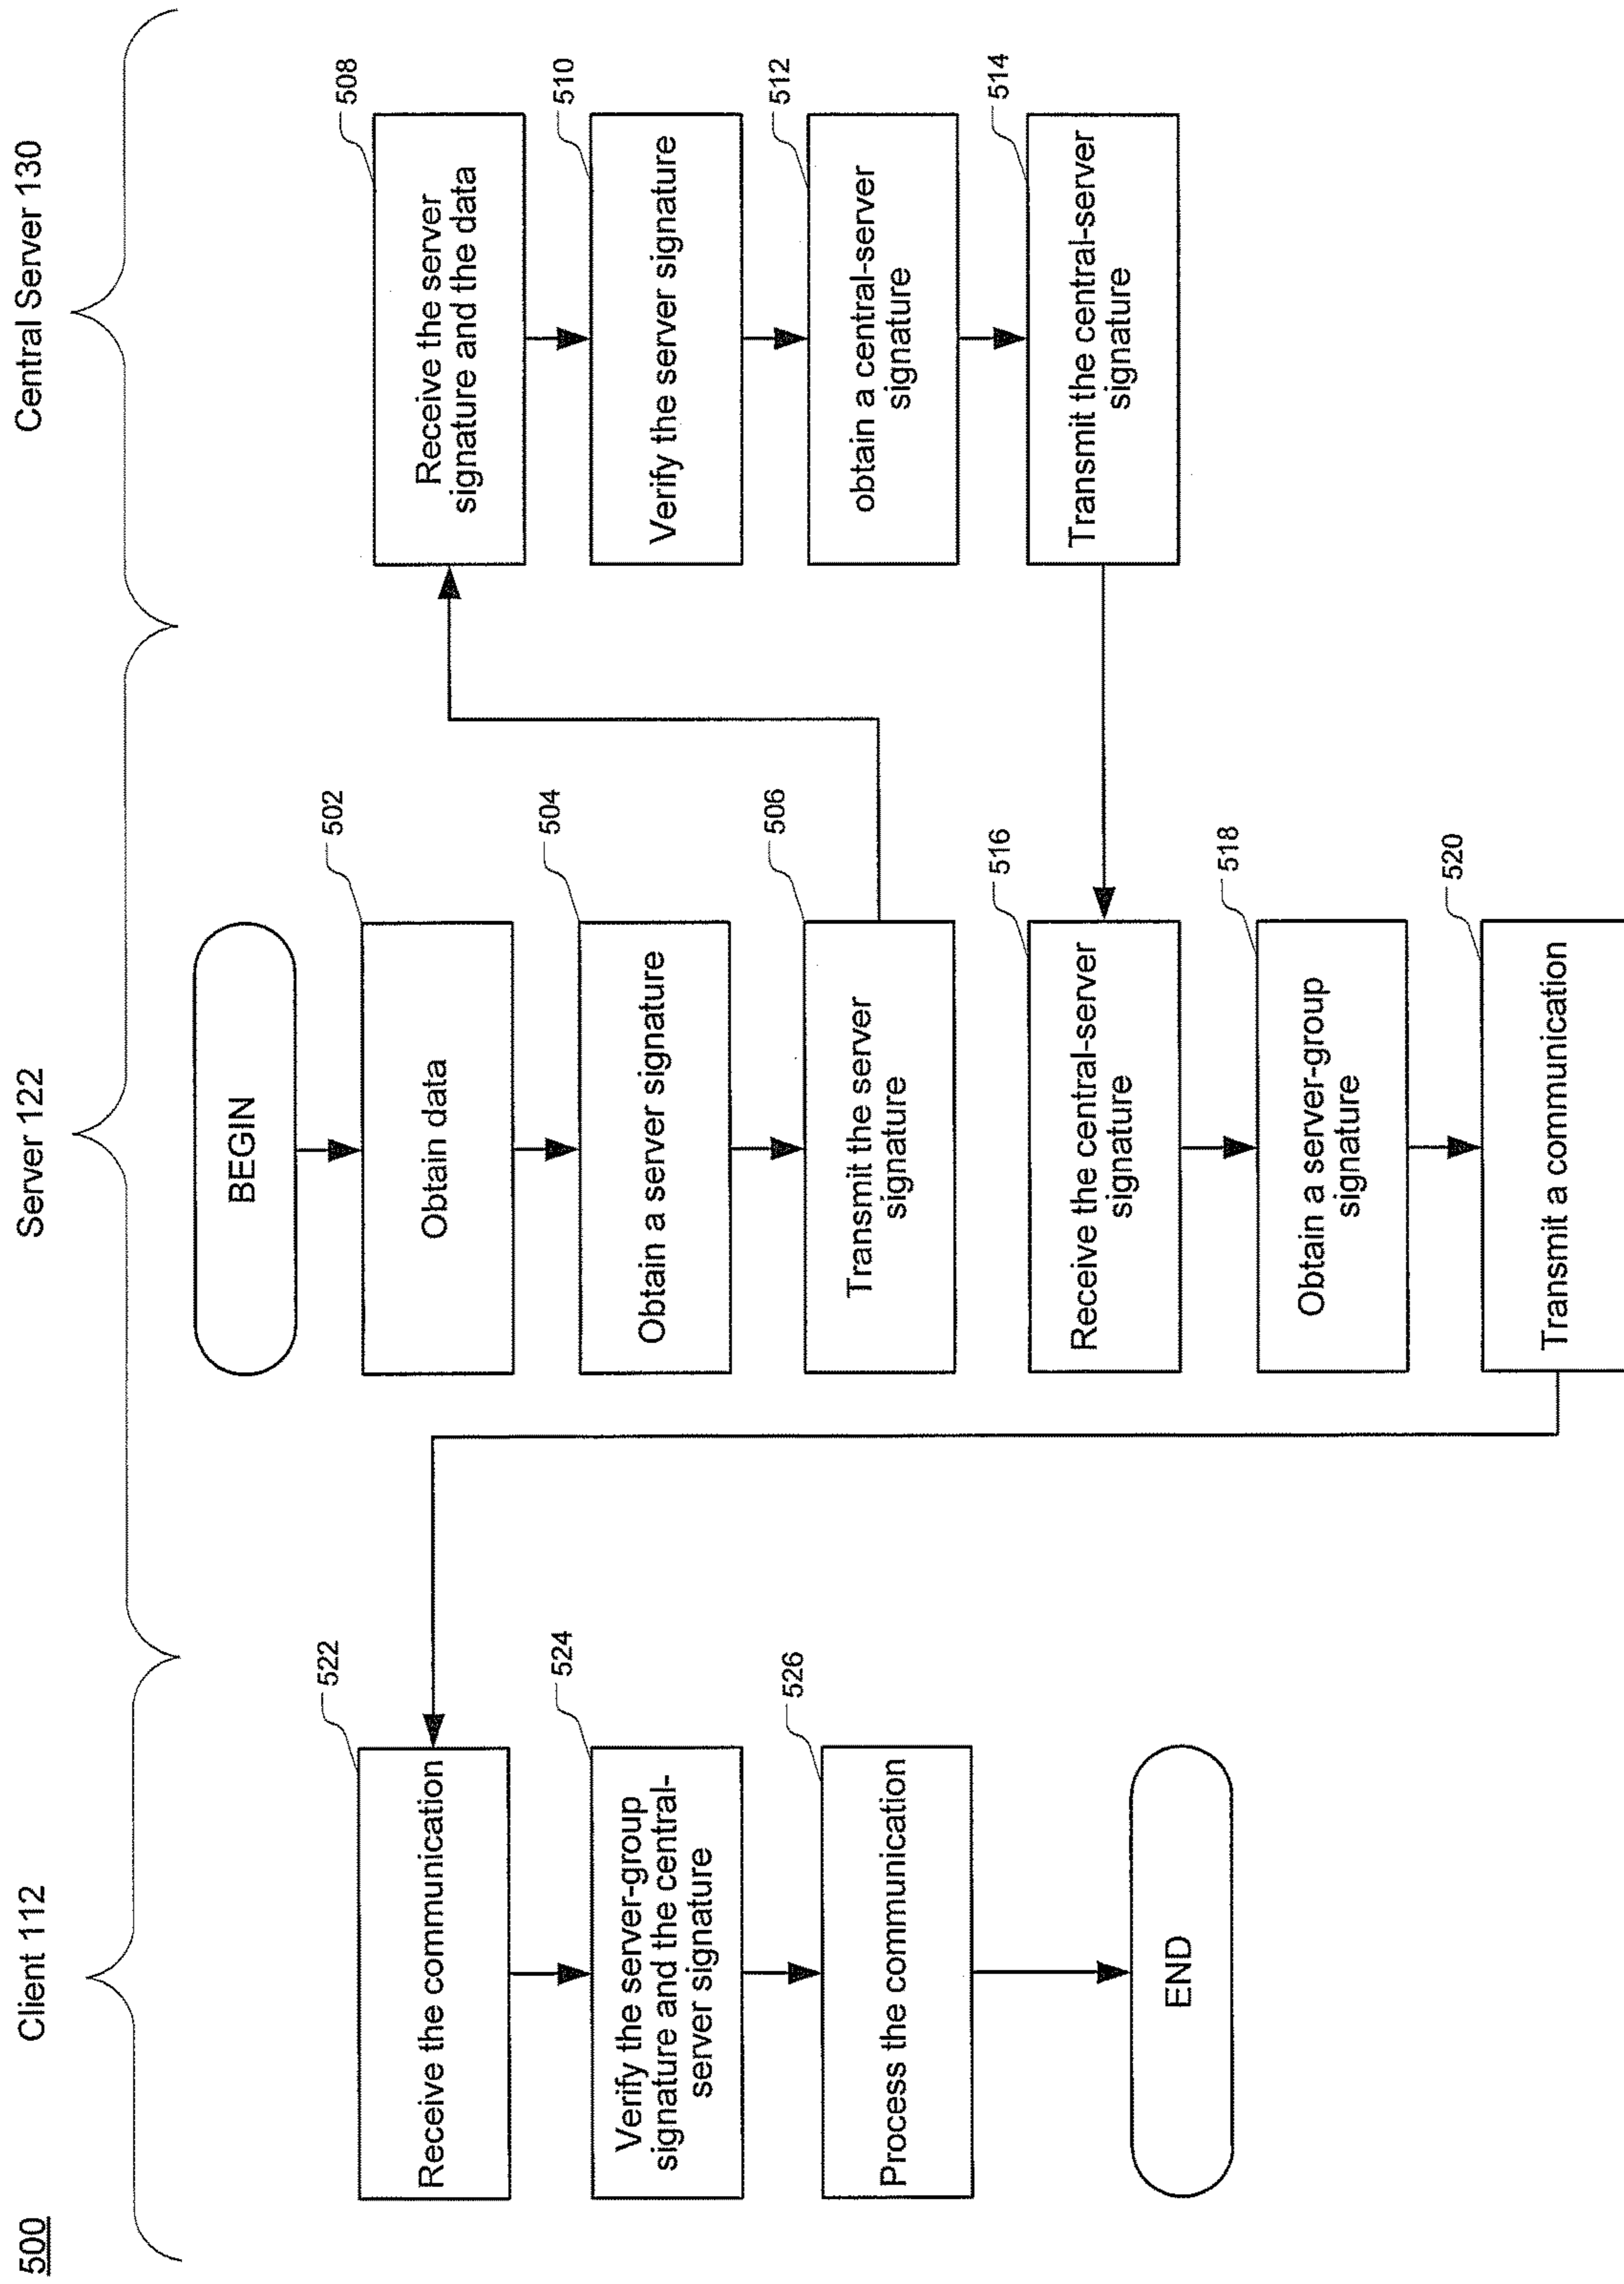 500
Client 112
Server 122
Central Server 130
BEGIN
502
Obtain data
504
Obtain a server signature
506
Transmit the server
signature
508
Receive the server
signature and the data
510
Verify the server signature
512
obtain a central-server
signature
514
Transmit the central-server
signature
516
Receive the central-server
signature
518
Obtain a server-group
signature
520
Transmit a communication
522
Receive the communication
524
Verify the server-group
signature and the central-
server signature
526
Process the communication
END